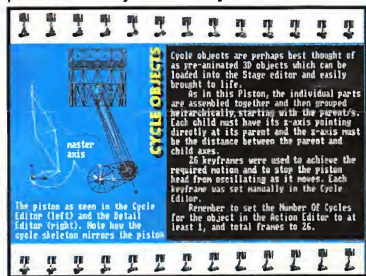 CYCLE OBJECTS
master
axis
The piston as seen in the Cycle
Editor (left) and the Detail
Editor (right). Note how the
cycle skeleton mirrors the piston
Cycle objects are perhaps best thought of
as pre-animated 3D objects which can be
loaded into the Stage editor and easily
brought to life.
As in this Piston, the individual parts
are assembled together and then grouped
heirarchically, starting with the parent/s.
Each child must have its z-axis pointing
directly at its parent and the z-axis must
be the distance between the parent and
child axes.
26 keyframes were used to achieve the
required motion and to stop the piston
head from oscillating as it moves. Each
keyframe was set manually in the Cycle
Editor.
Remember to set the Number Of Cycles
for the object in the Action Editor to at
least 1, and total frames to 26.